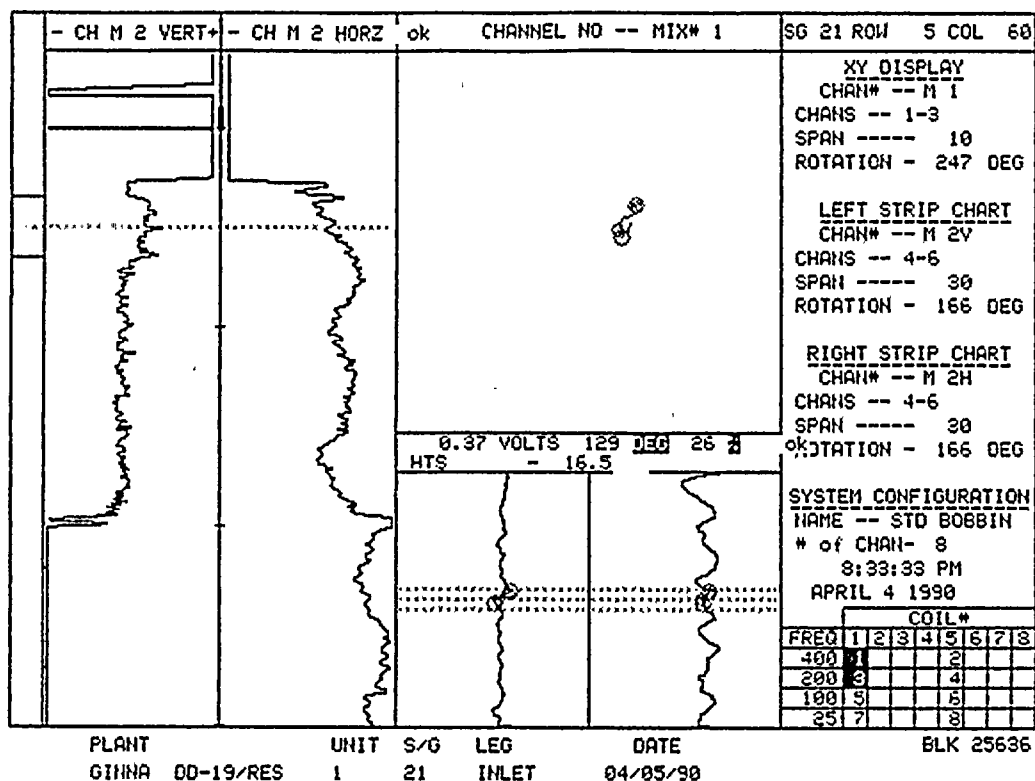 - CH M 2 VERT+ - CH M 2 HORZ ok CHANNEL NO -- MIX# 1 SG 21 ROW 5 COL 60
XY DISPLAY
CHAN# -- M 1
CHANS -- 1-3
SPAN ----- 10
ROTATION - 247 DEG
LEFT STRIP CHART
CHAN# -- M 2V
CHANS -- 4-6
SPAN ----- 30
ROTATION - 166 DEG
RIGHT STRIP CHART
CHAN# -- M 2H
CHANS -- 4-6
SPAN ----- 30
ROTATION - 166 DEG
0.37 VOLTS 129 DEG 26 % ok
HTS - 16.5
SYSTEM CONFIGURATION
NAME -- STD BOBBIN
# of CHAN- 8
8:33:33 PM
APRIL 4 1990
COIL#
FREQ 1 2 3 4 5 6 7 8
400 1 2
200 3 4
100 5 6
25 7 8
PLANT UNIT S/G LEG DATE BLK 25636
GINNA DD-19/RES 1 21 INLET 04/05/90